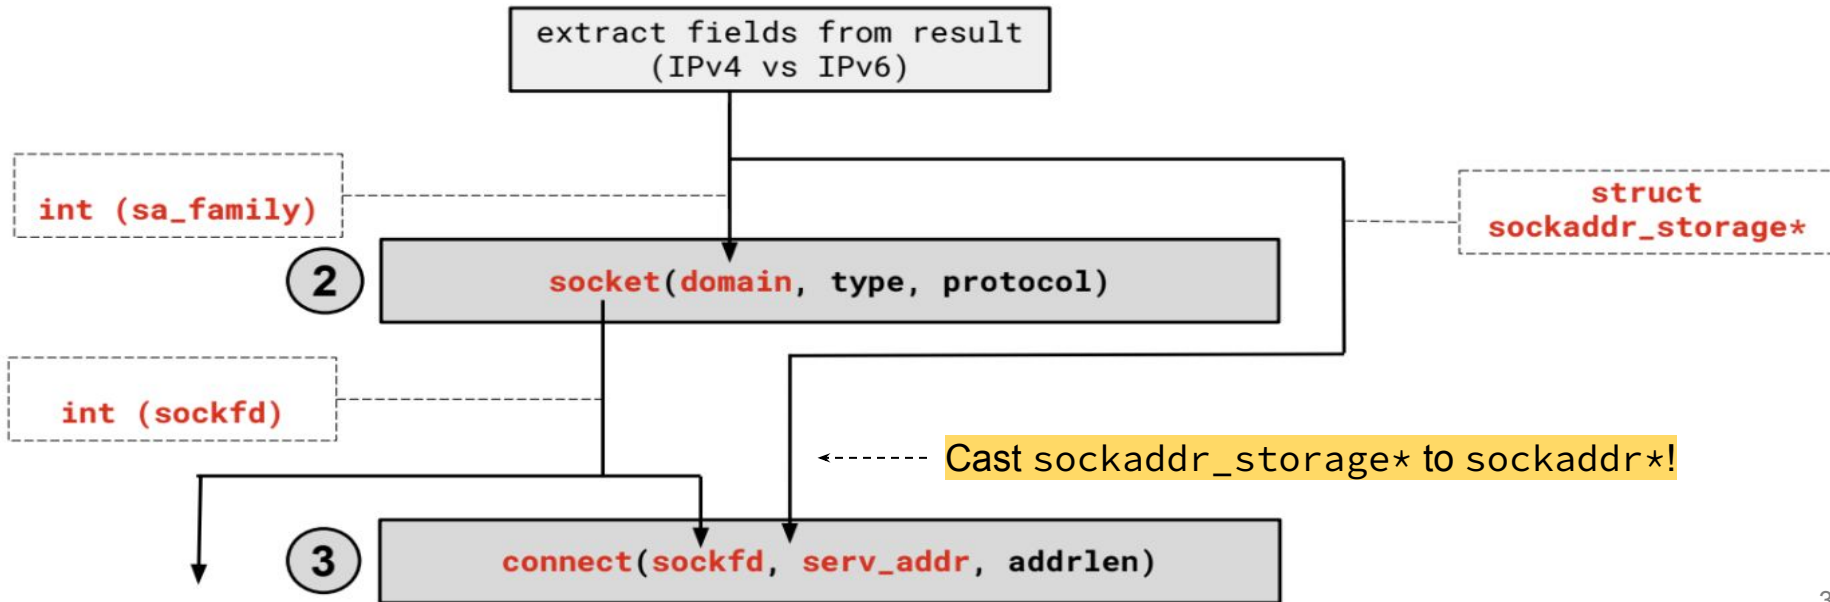 extract fields from result
(IPv4 vs IPv6)
int (sa_family)
struct
sockaddr_storage*
2
socket(domain, type, protocol)
int (sockfd)
Cast sockaddr_storage* to sockaddr*!
3
connect(sockfd, serv_addr, addrlen)